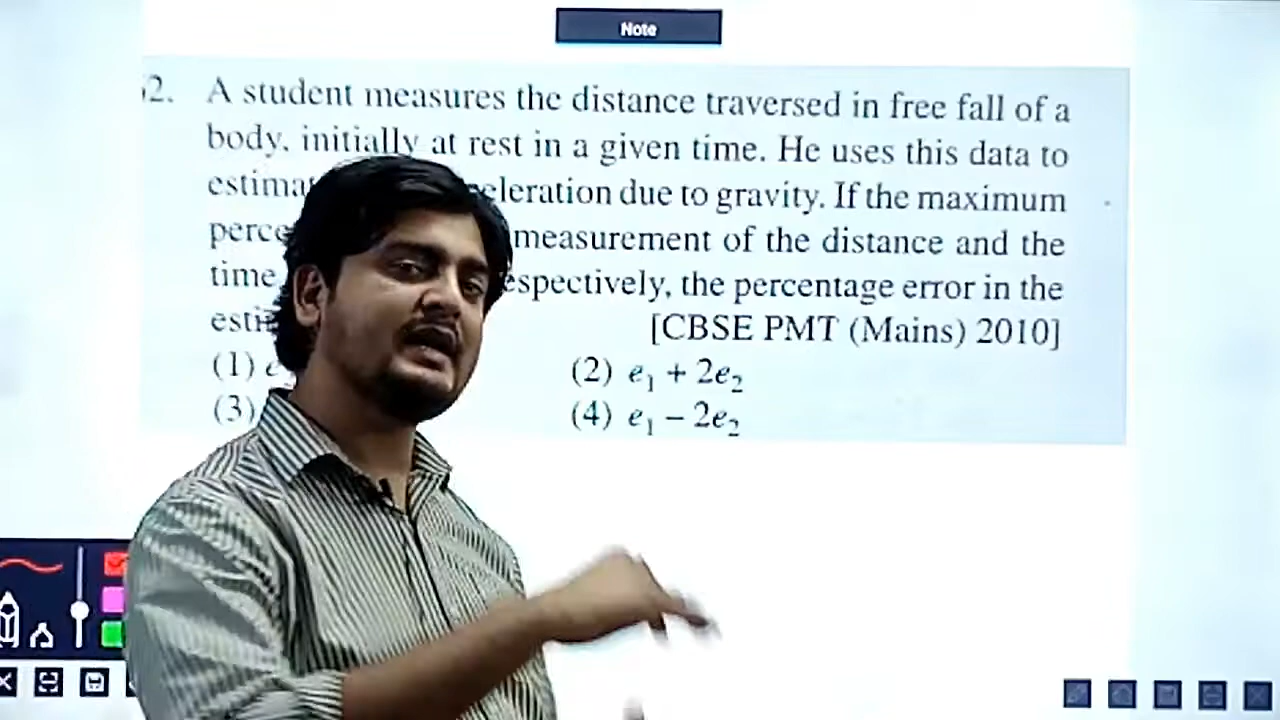 Note
2. A student measures the distance traversed in free fall of a
body, initially at rest in a given time. He uses this data to
due to gravity. If the maximum
measurement of the distance and the
time the percentage error in the
[CBSE PMT (Mains) 2010]
(1) (2) e₁ + 2e₂
(3) (4) e₁ – 2e₂